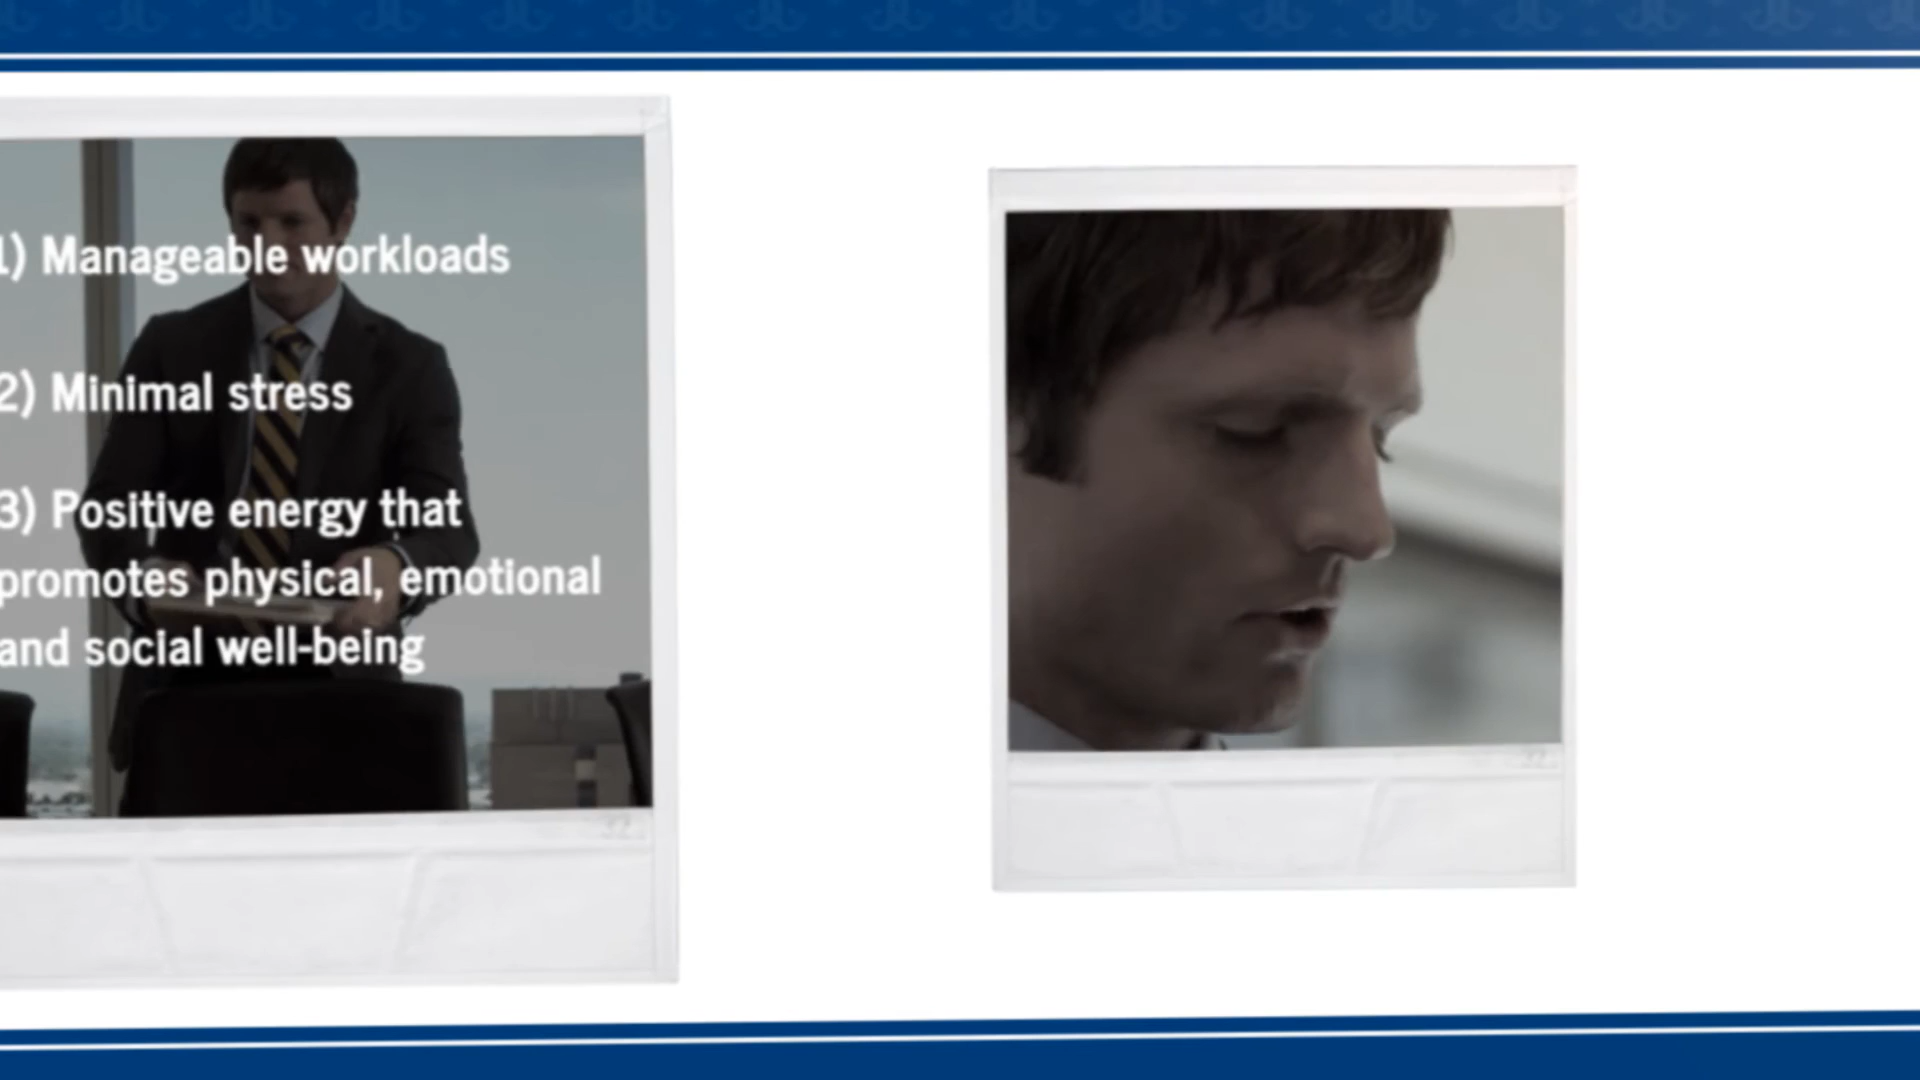 1) Manageable workloads
2) Minimal stress
3) Positive energy that
promotes physical, emotional
and social well-being